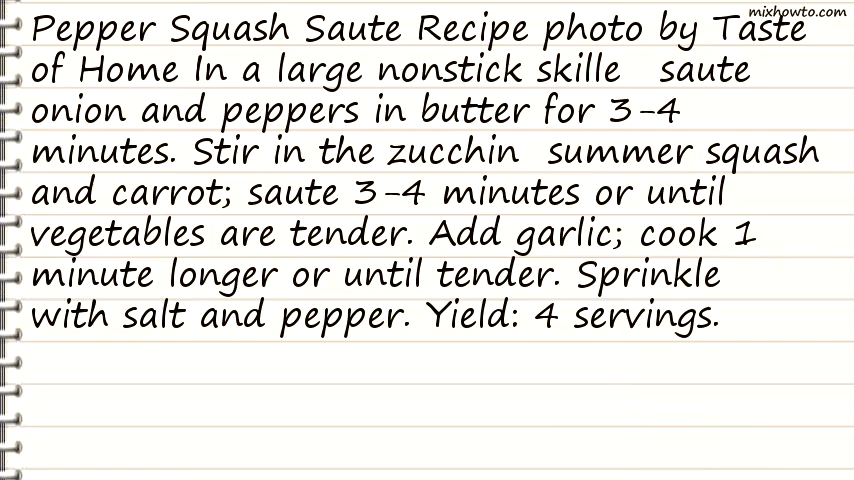 mixhowto.com
Pepper Squash Saute Recipe photo by Taste
of Home In a large nonstick skille saute
onion and peppers in butter for 3-4
minutes. Stir in the zucchin summer squash
and carrot; saute 3-4 minutes or until
vegetables are tender. Add garlic; cook 1
minute longer or until tender. Sprinkle
with salt and pepper. Yield: 4 servings.